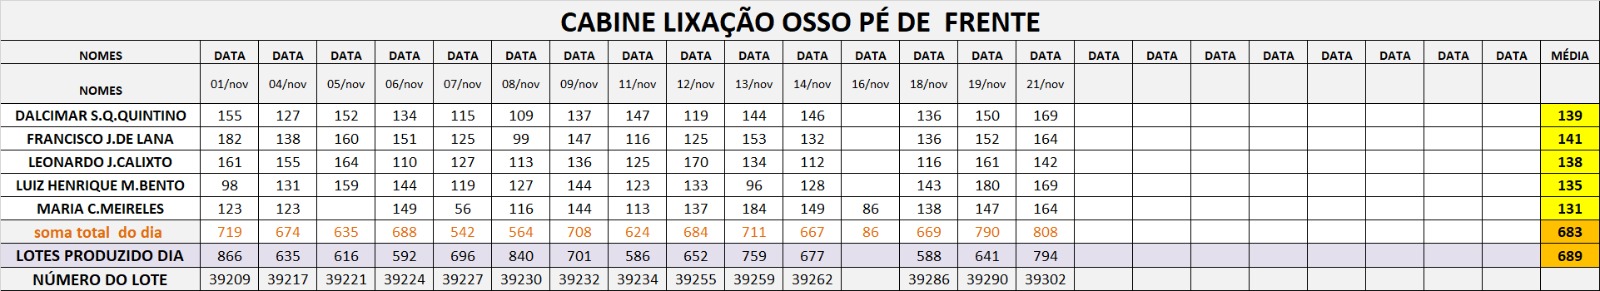 CABINE LIXAÇÃO OSSO PÉ DE  FRENTE
NOMES DATA DATA DATA DATA DATA DATA DATA DATA DATA DATA DATA DATA DATA DATA DATA DATA DATA DATA DATA DATA DATA DATA DATA MÉDIA
NOMES 01/nov 04/nov 05/nov 06/nov 07/nov 08/nov 09/nov 11/nov 12/nov 13/nov 14/nov 16/nov 18/nov 19/nov 21/nov
DALCIMAR S.Q.QUINTINO 155 127 152 134 115 109 137 147 119 144 146 136 150 169 139
FRANCISCO J.DE LANA 182 138 160 151 125 99 147 116 125 153 132 136 152 164 141
LEONARDO J.CALIXTO 161 155 164 110 127 113 136 125 170 134 112 116 161 142 138
LUIZ HENRIQUE M.BENTO 98 131 159 144 119 127 144 123 133 96 128 143 180 169 135
MARIA C.MEIRELES 123 123 149 56 116 144 113 137 184 149 86 138 147 164 131
soma total  do dia 719 674 635 688 542 564 708 624 684 711 667 86 669 790 808 683
LOTES PRODUZIDO DIA 866 635 616 592 696 840 701 586 652 759 677 588 641 794 689
NÚMERO DO LOTE 39209 39217 39221 39224 39227 39230 39232 39234 39255 39259 39262 39286 39290 39302